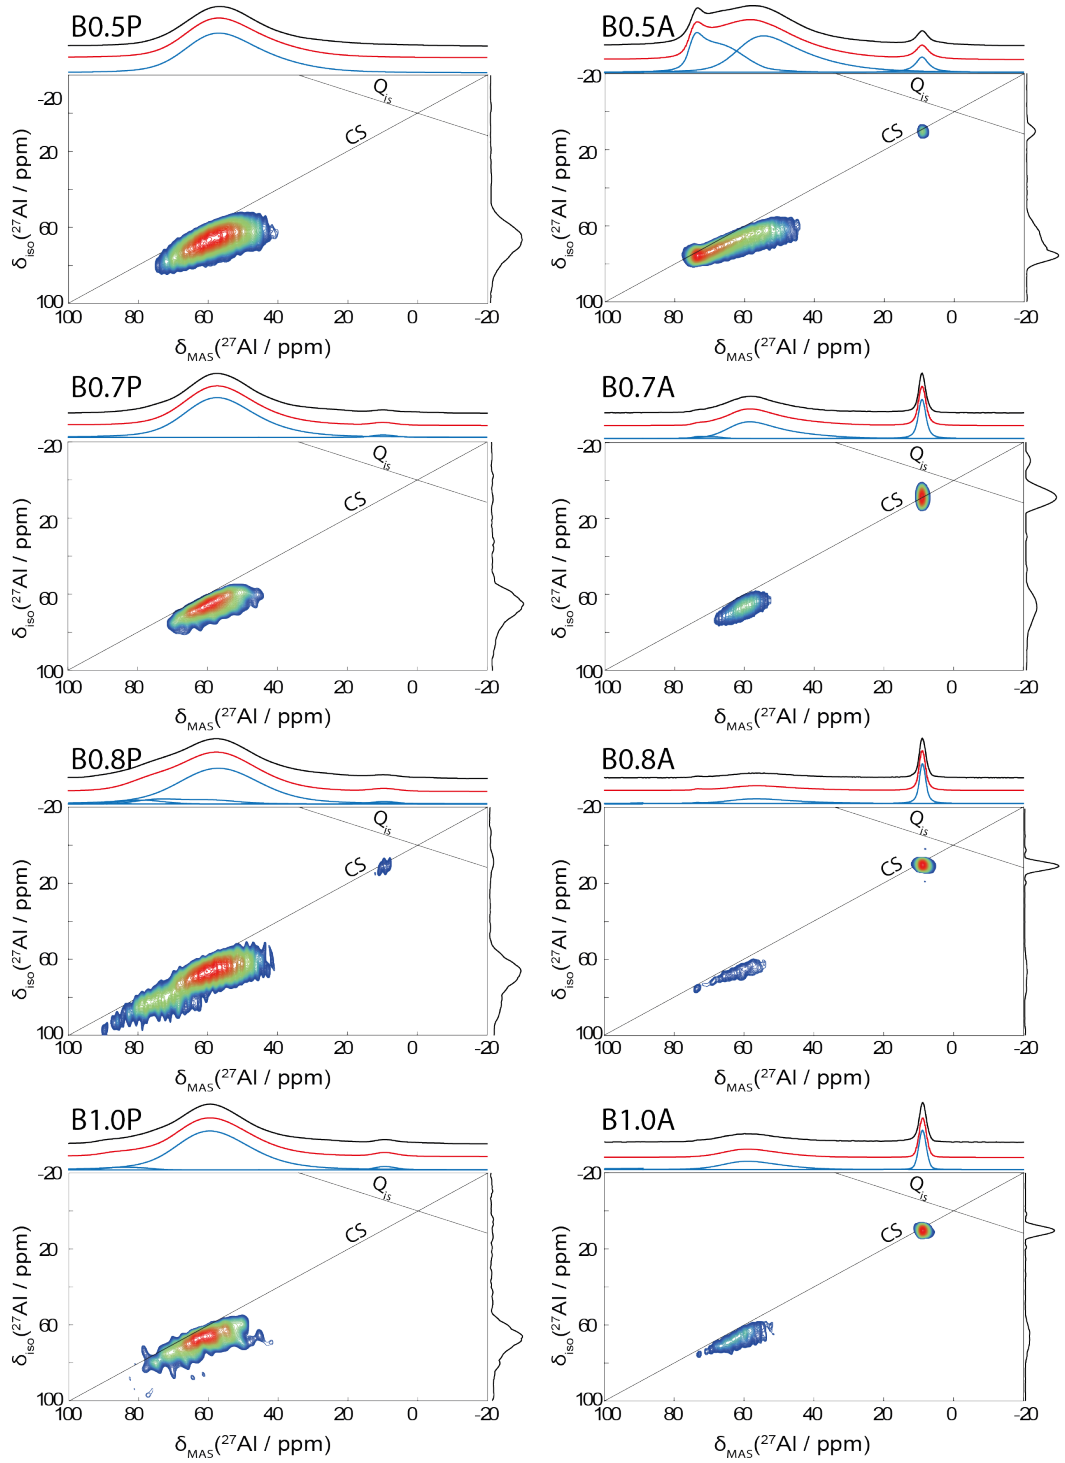 B0.5P
Qis
CS
-20
20
60
100
δiso(27Al / ppm)
100 80 60 40 20 0 -20
δMAS(27Al / ppm)
B0.5A
Qis
CS
-20
20
60
100
δiso(27Al / ppm)
100 80 60 40 20 0 -20
δMAS(27Al / ppm)
B0.7P
Qis
CS
-20
20
60
100
δiso(27Al / ppm)
100 80 60 40 20 0 -20
δMAS(27Al / ppm)
B0.7A
Qis
CS
-20
20
60
100
δiso(27Al / ppm)
100 80 60 40 20 0 -20
δMAS(27Al / ppm)
B0.8P
Qis
CS
-20
20
60
100
δiso(27Al / ppm)
100 80 60 40 20 0 -20
δMAS(27Al / ppm)
B0.8A
Qis
CS
-20
20
60
100
δiso(27Al / ppm)
100 80 60 40 20 0 -20
δMAS(27Al / ppm)
B1.0P
Qis
CS
-20
20
60
100
δiso(27Al / ppm)
100 80 60 40 20 0 -20
δMAS(27Al / ppm)
B1.0A
Qis
CS
-20
20
60
100
δiso(27Al / ppm)
100 80 60 40 20 0 -20
δMAS(27Al / ppm)